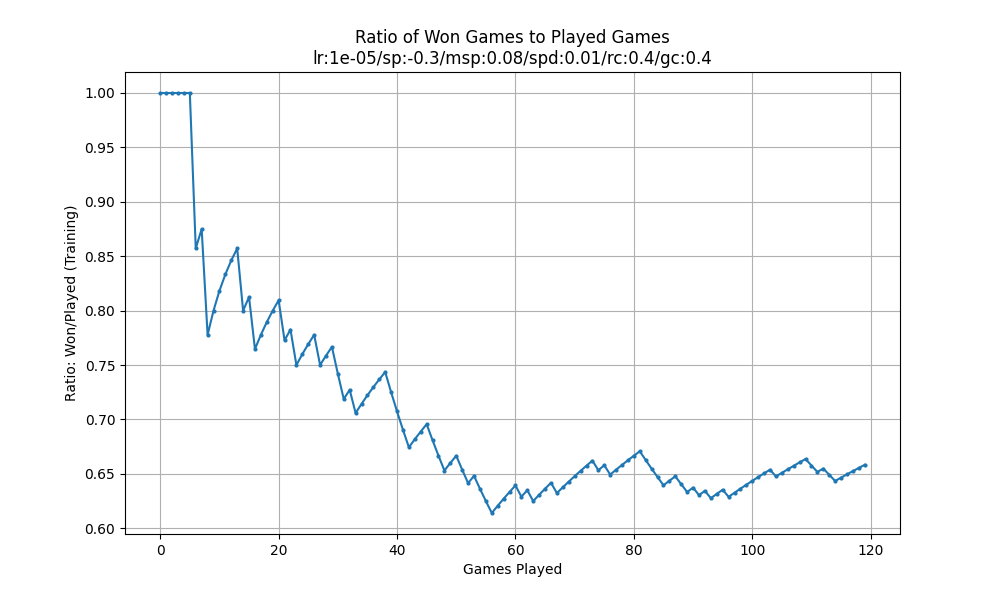 Ratio of Won Games to Played Games
lr:1e-05/sp:-0.3/msp:0.08/spd:0.01/rc:0.4/gc:0.4
Ratio: Won/Played (Training)
1.00
0.95
0.90
0.85
0.80
0.75
0.70
0.65
0.60
0 20 40 60 80 100 120
Games Played